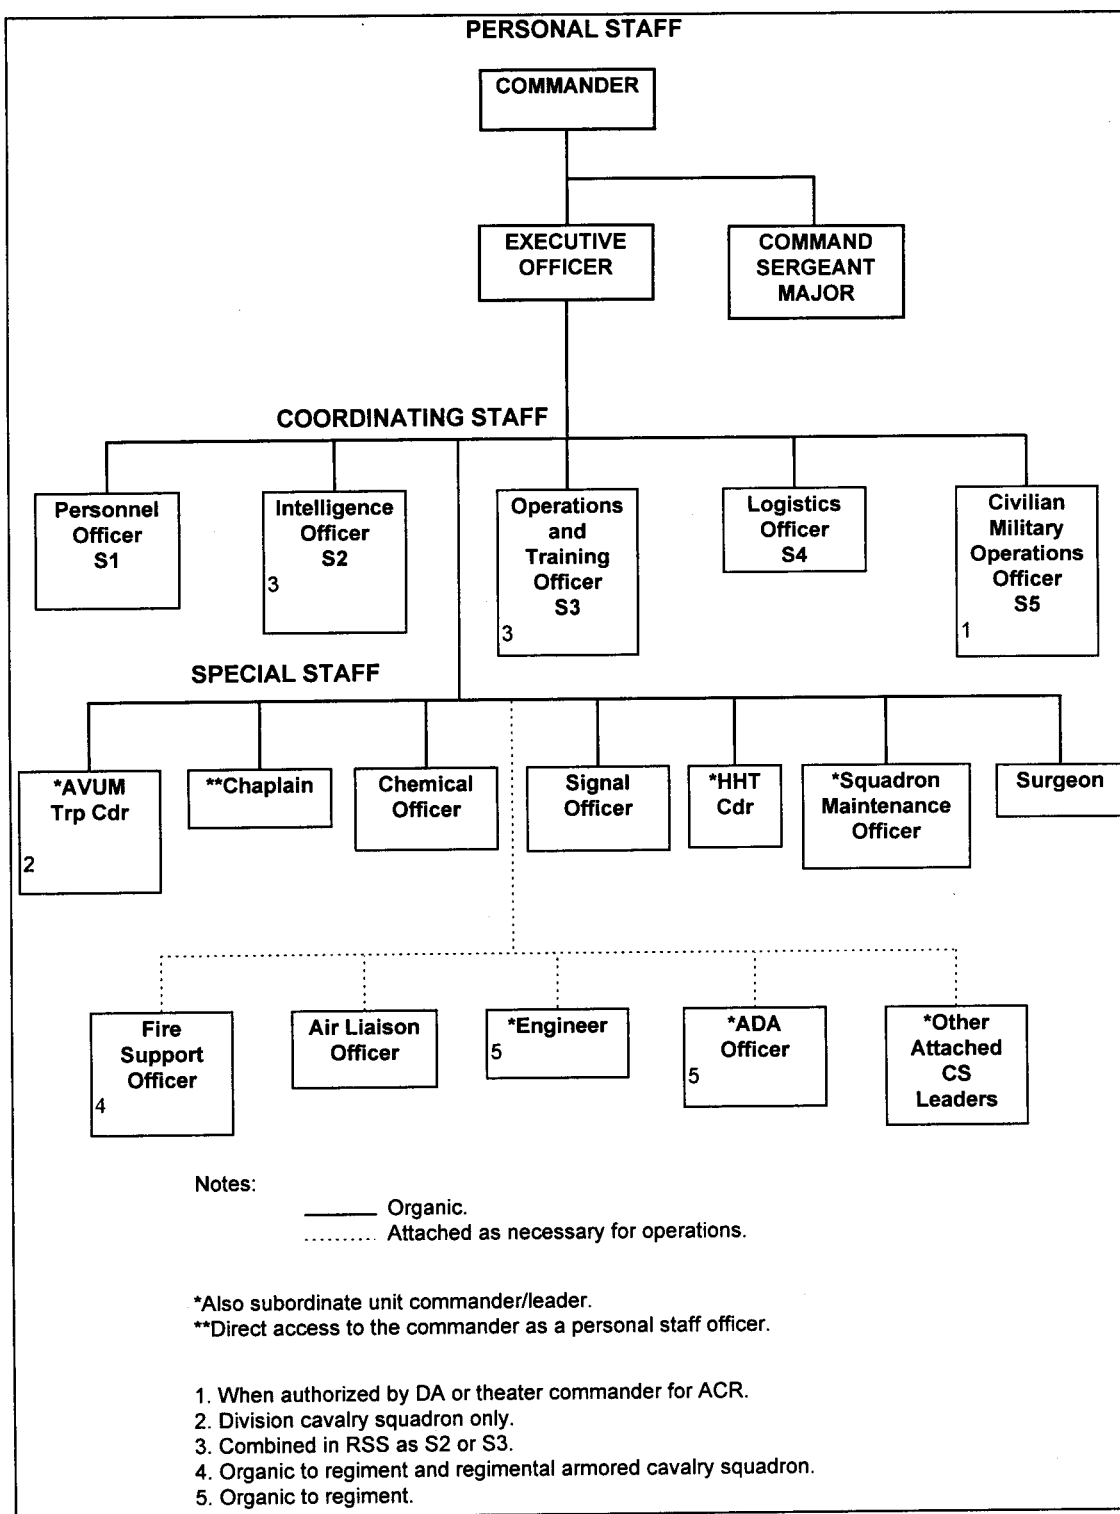 PERSONAL STAFF
COMMANDER
EXECUTIVE
OFFICER
COMMAND
SERGEANT
MAJOR
COORDINATING STAFF
Personnel
Officer
S1
Intelligence
Officer
S2
3
Operations
and
Training
Officer
S3
3
Logistics
Officer
S4
Civilian
Military
Operations
Officer
S5
1
SPECIAL STAFF
*AVUM
Trp Cdr
2
**Chaplain
Chemical
Officer
Signal
Officer
*HHT
Cdr
*Squadron
Maintenance
Officer
Surgeon
Fire
Support
Officer
4
Air Liaison
Officer
*Engineer
5
*ADA
Officer
5
*Other
Attached
CS
Leaders
Notes:
Organic.
Attached as necessary for operations.
*Also subordinate unit commander/leader.
**Direct access to the commander as a personal staff officer.
1. When authorized by DA or theater commander for ACR.
2. Division cavalry squadron only.
3. Combined in RSS as S2 or S3.
4. Organic to regiment and regimental armored cavalry squadron.
5. Organic to regiment.